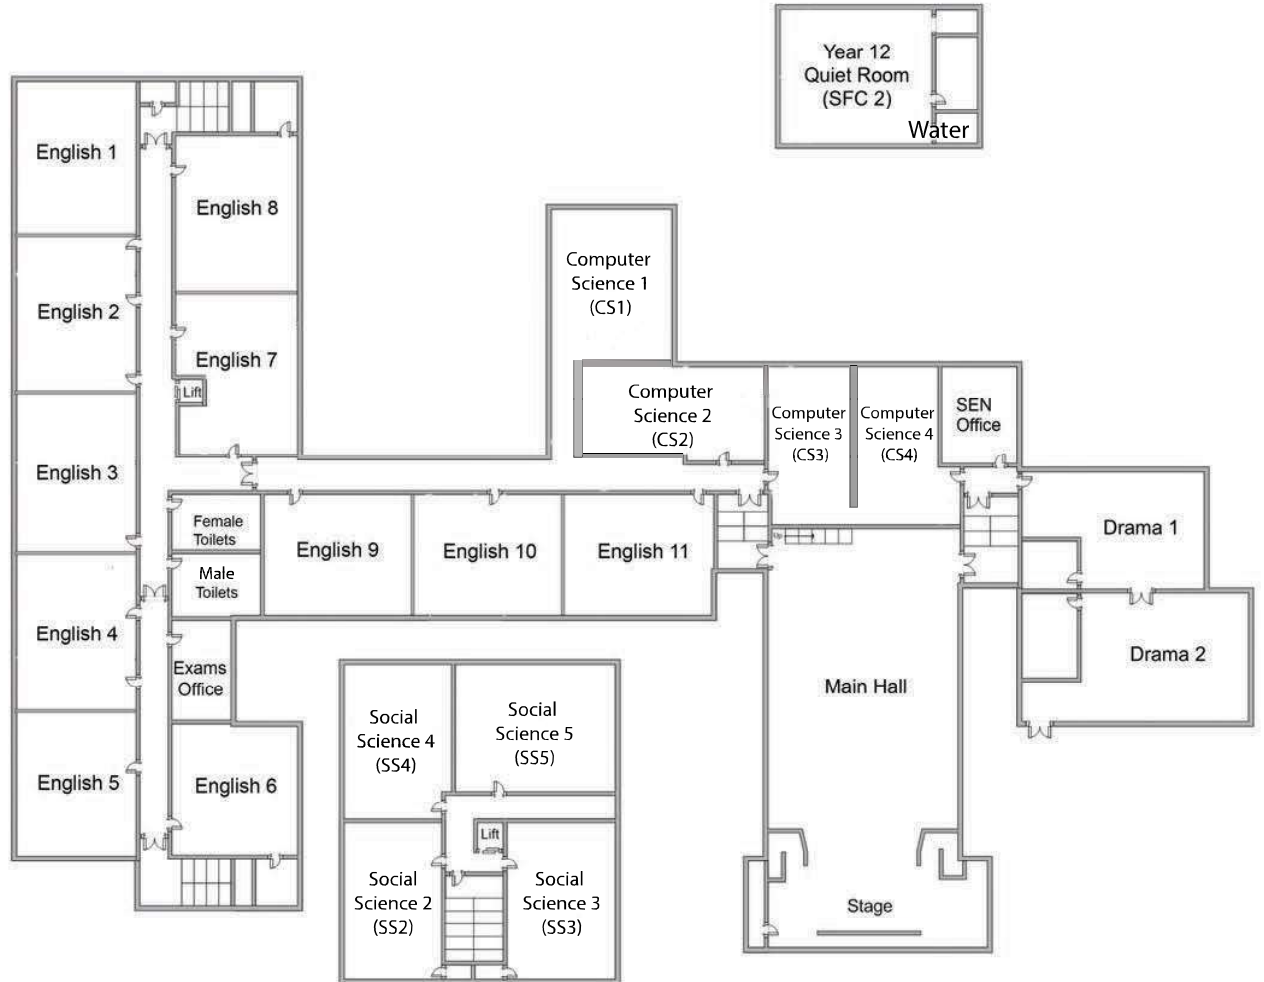 Year 12
Quiet Room
(SFC 2)
Water
English 1
English 8
English 2
English 7
Lift
English 3
Computer
Science 1
(CS1)
Computer
Science 2
(CS2)
Computer
Science 3
(CS3)
Computer
Science 4
(CS4)
SEN
Office
Female
Toilets
Male
Toilets
English 9
English 10
English 11
Drama 1
English 4
Exams
Office
Drama 2
Main Hall
English 5
English 6
Social
Science 4
(SS4)
Social
Science 5
(SS5)
Lift
Social
Science 2
(SS2)
Social
Science 3
(SS3)
Stage